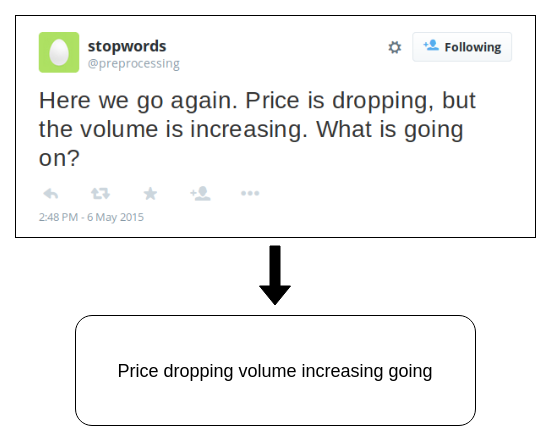 stopwords
@preprocessing
Following
Here we go again. Price is dropping, but
the volume is increasing. What is going
on?
2:48 PM - 6 May 2015
Price dropping volume increasing going